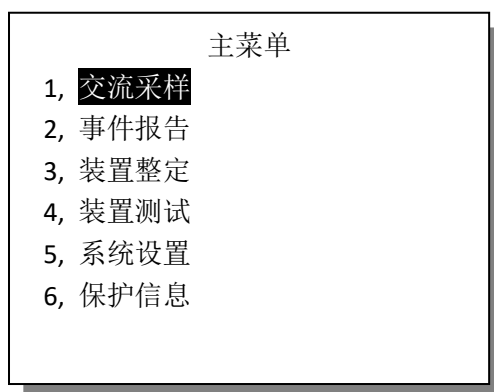 主菜单
1, 交流采样
2, 事件报告
3, 装置整定
4, 装置测试
5, 系统设置
6, 保护信息